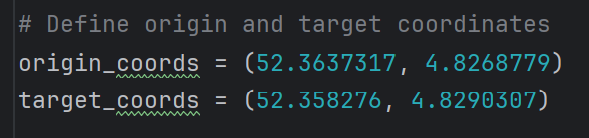 # Define origin and target coordinates
origin_coords = (52.3637317, 4.8268779)
target_coords = (52.358276, 4.8290307)